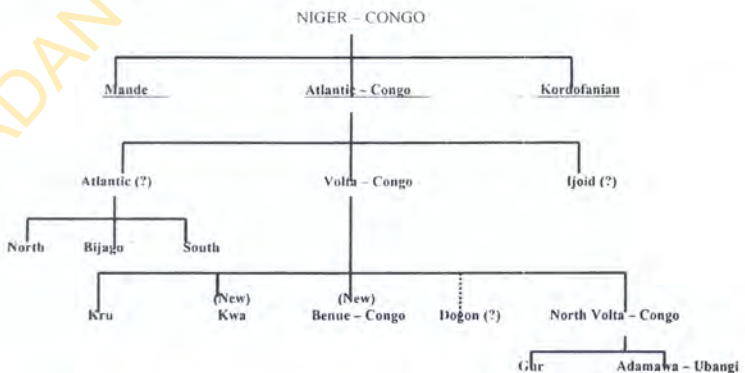 NIGER – CONGO
Mande Atlantic – Congo Kordofanian
Atlantic (?) Volta – Congo Ijoid (?)
North Bijago South
(New) (New)
Kru Kwa Benue – Congo Dogon (?) North Volta – Congo
Gur Adamawa – Ubangi
ADAN